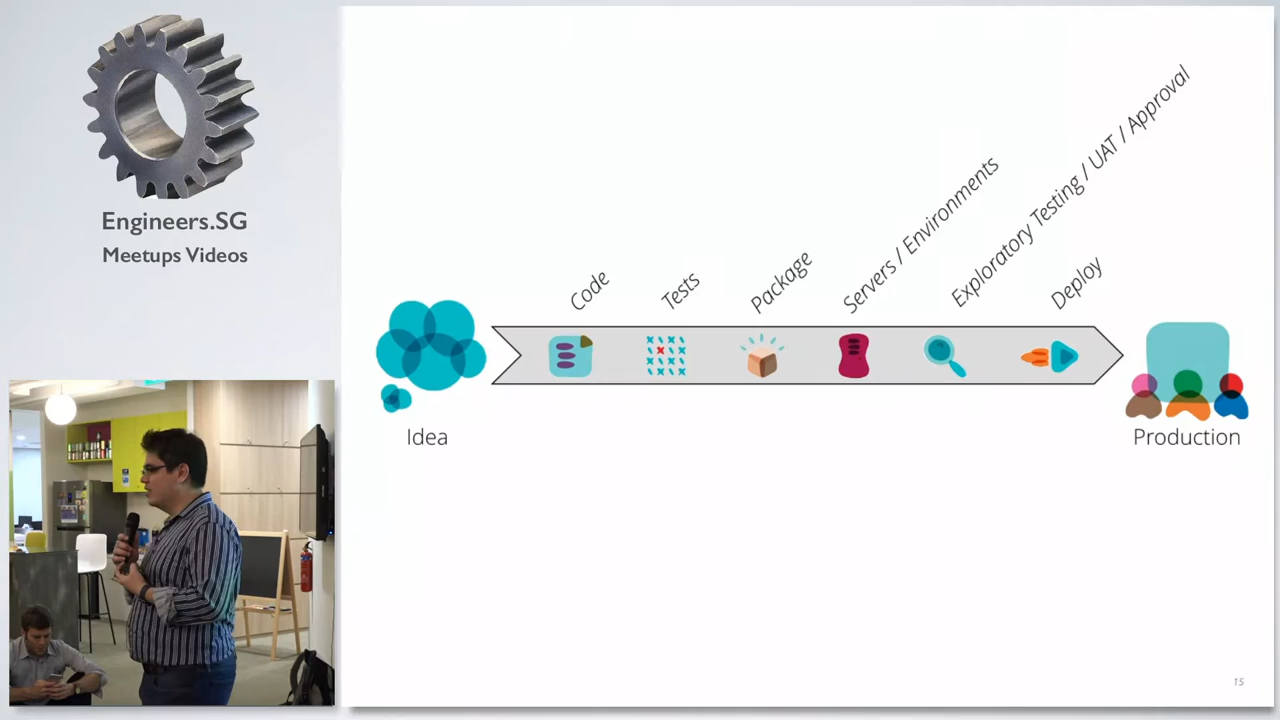 Engineers.SG
Meetups Videos
Code
Tests
Package
Servers / Environments
Exploratory Testing / UAT / Approval
Deploy
Idea
Production
15